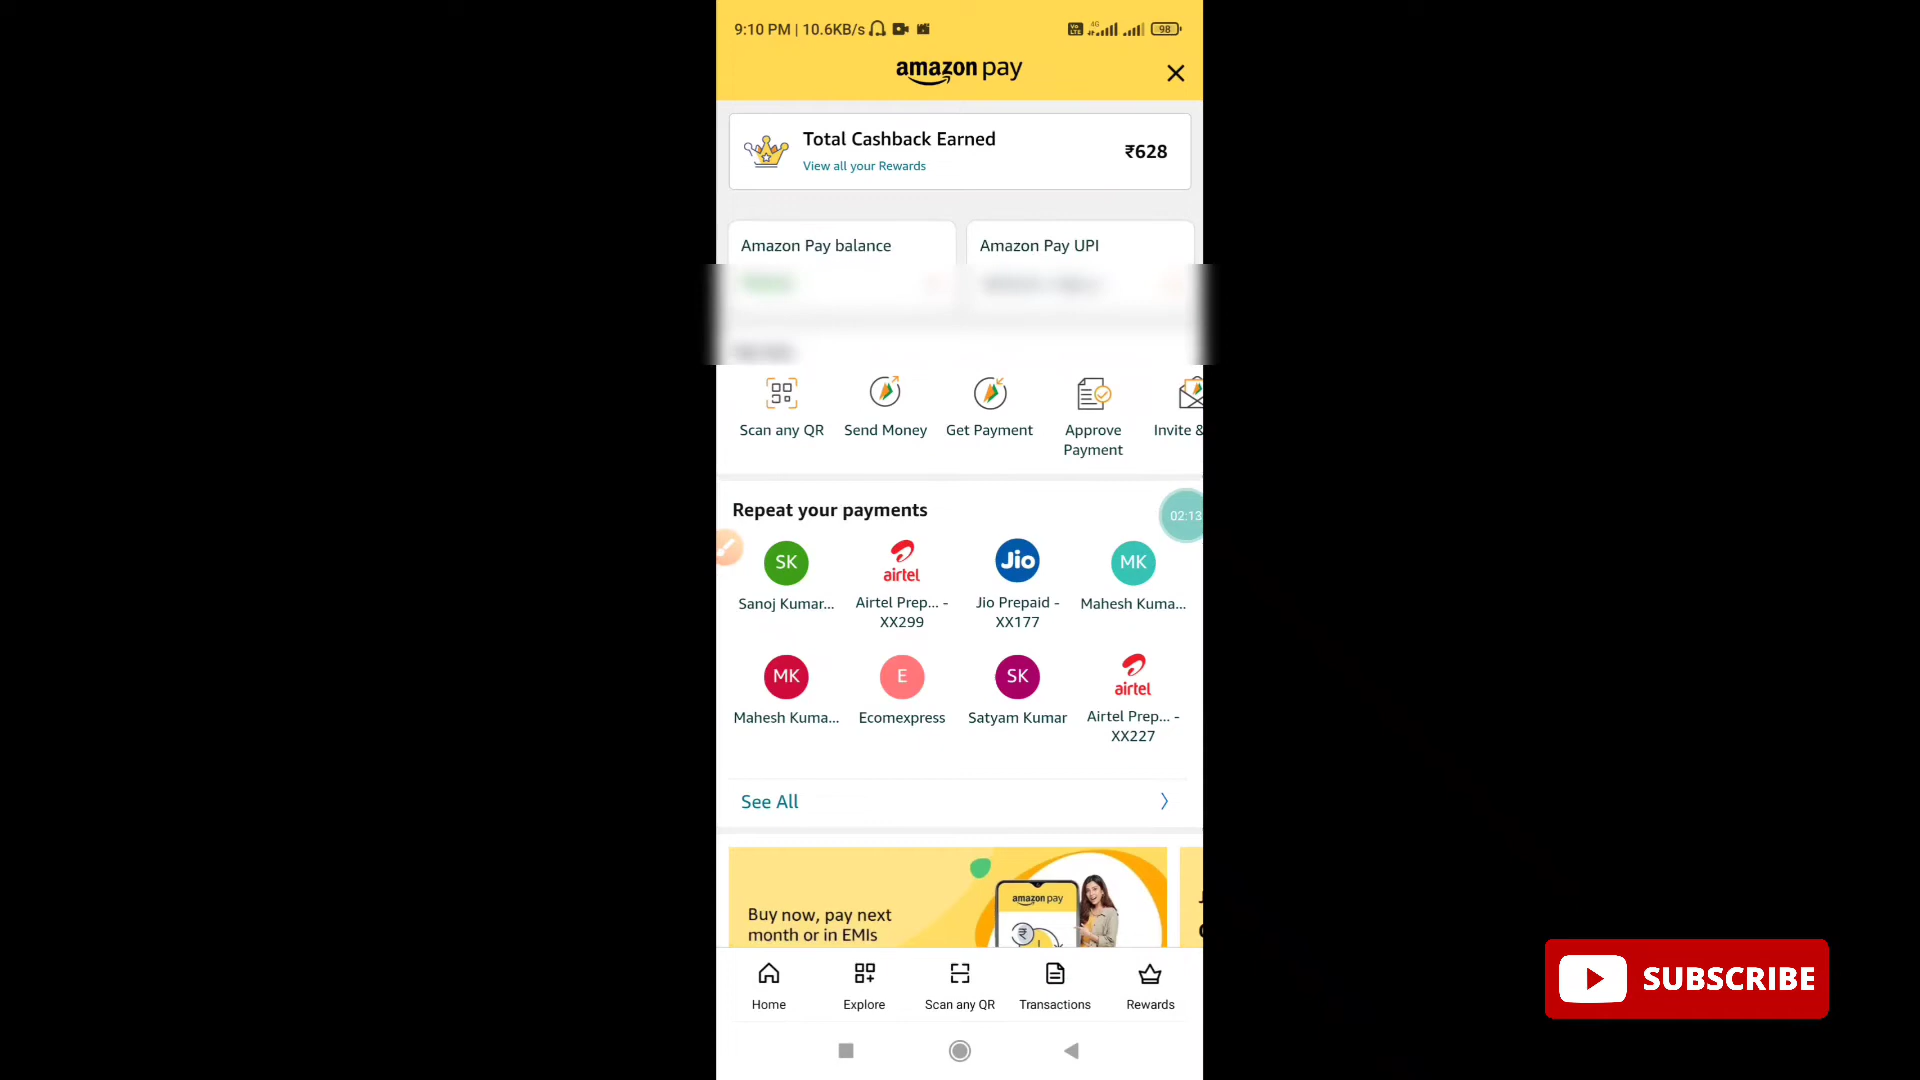 9:10 PM | 10.6KB/s
Vo LTE 4G 98
amazon pay
Total Cashback Earned
₹628
View all your Rewards
Amazon Pay balance
Amazon Pay UPI
Scan any QR
Send Money
Get Payment
Approve
Payment
Invite &
Repeat your payments
02:13
SK
airtel
Jio
MK
Sanoj Kumar...
Airtel Prep... -
XX299
Jio Prepaid -
XX177
Mahesh Kuma...
MK
E
SK
airtel
Mahesh Kuma...
Ecomexpress
Satyam Kumar
Airtel Prep... -
XX227
See All
amazon pay
₹
Buy now, pay next
month or in EMIs
Home
Explore
Scan any QR
Transactions
Rewards
SUBSCRIBE